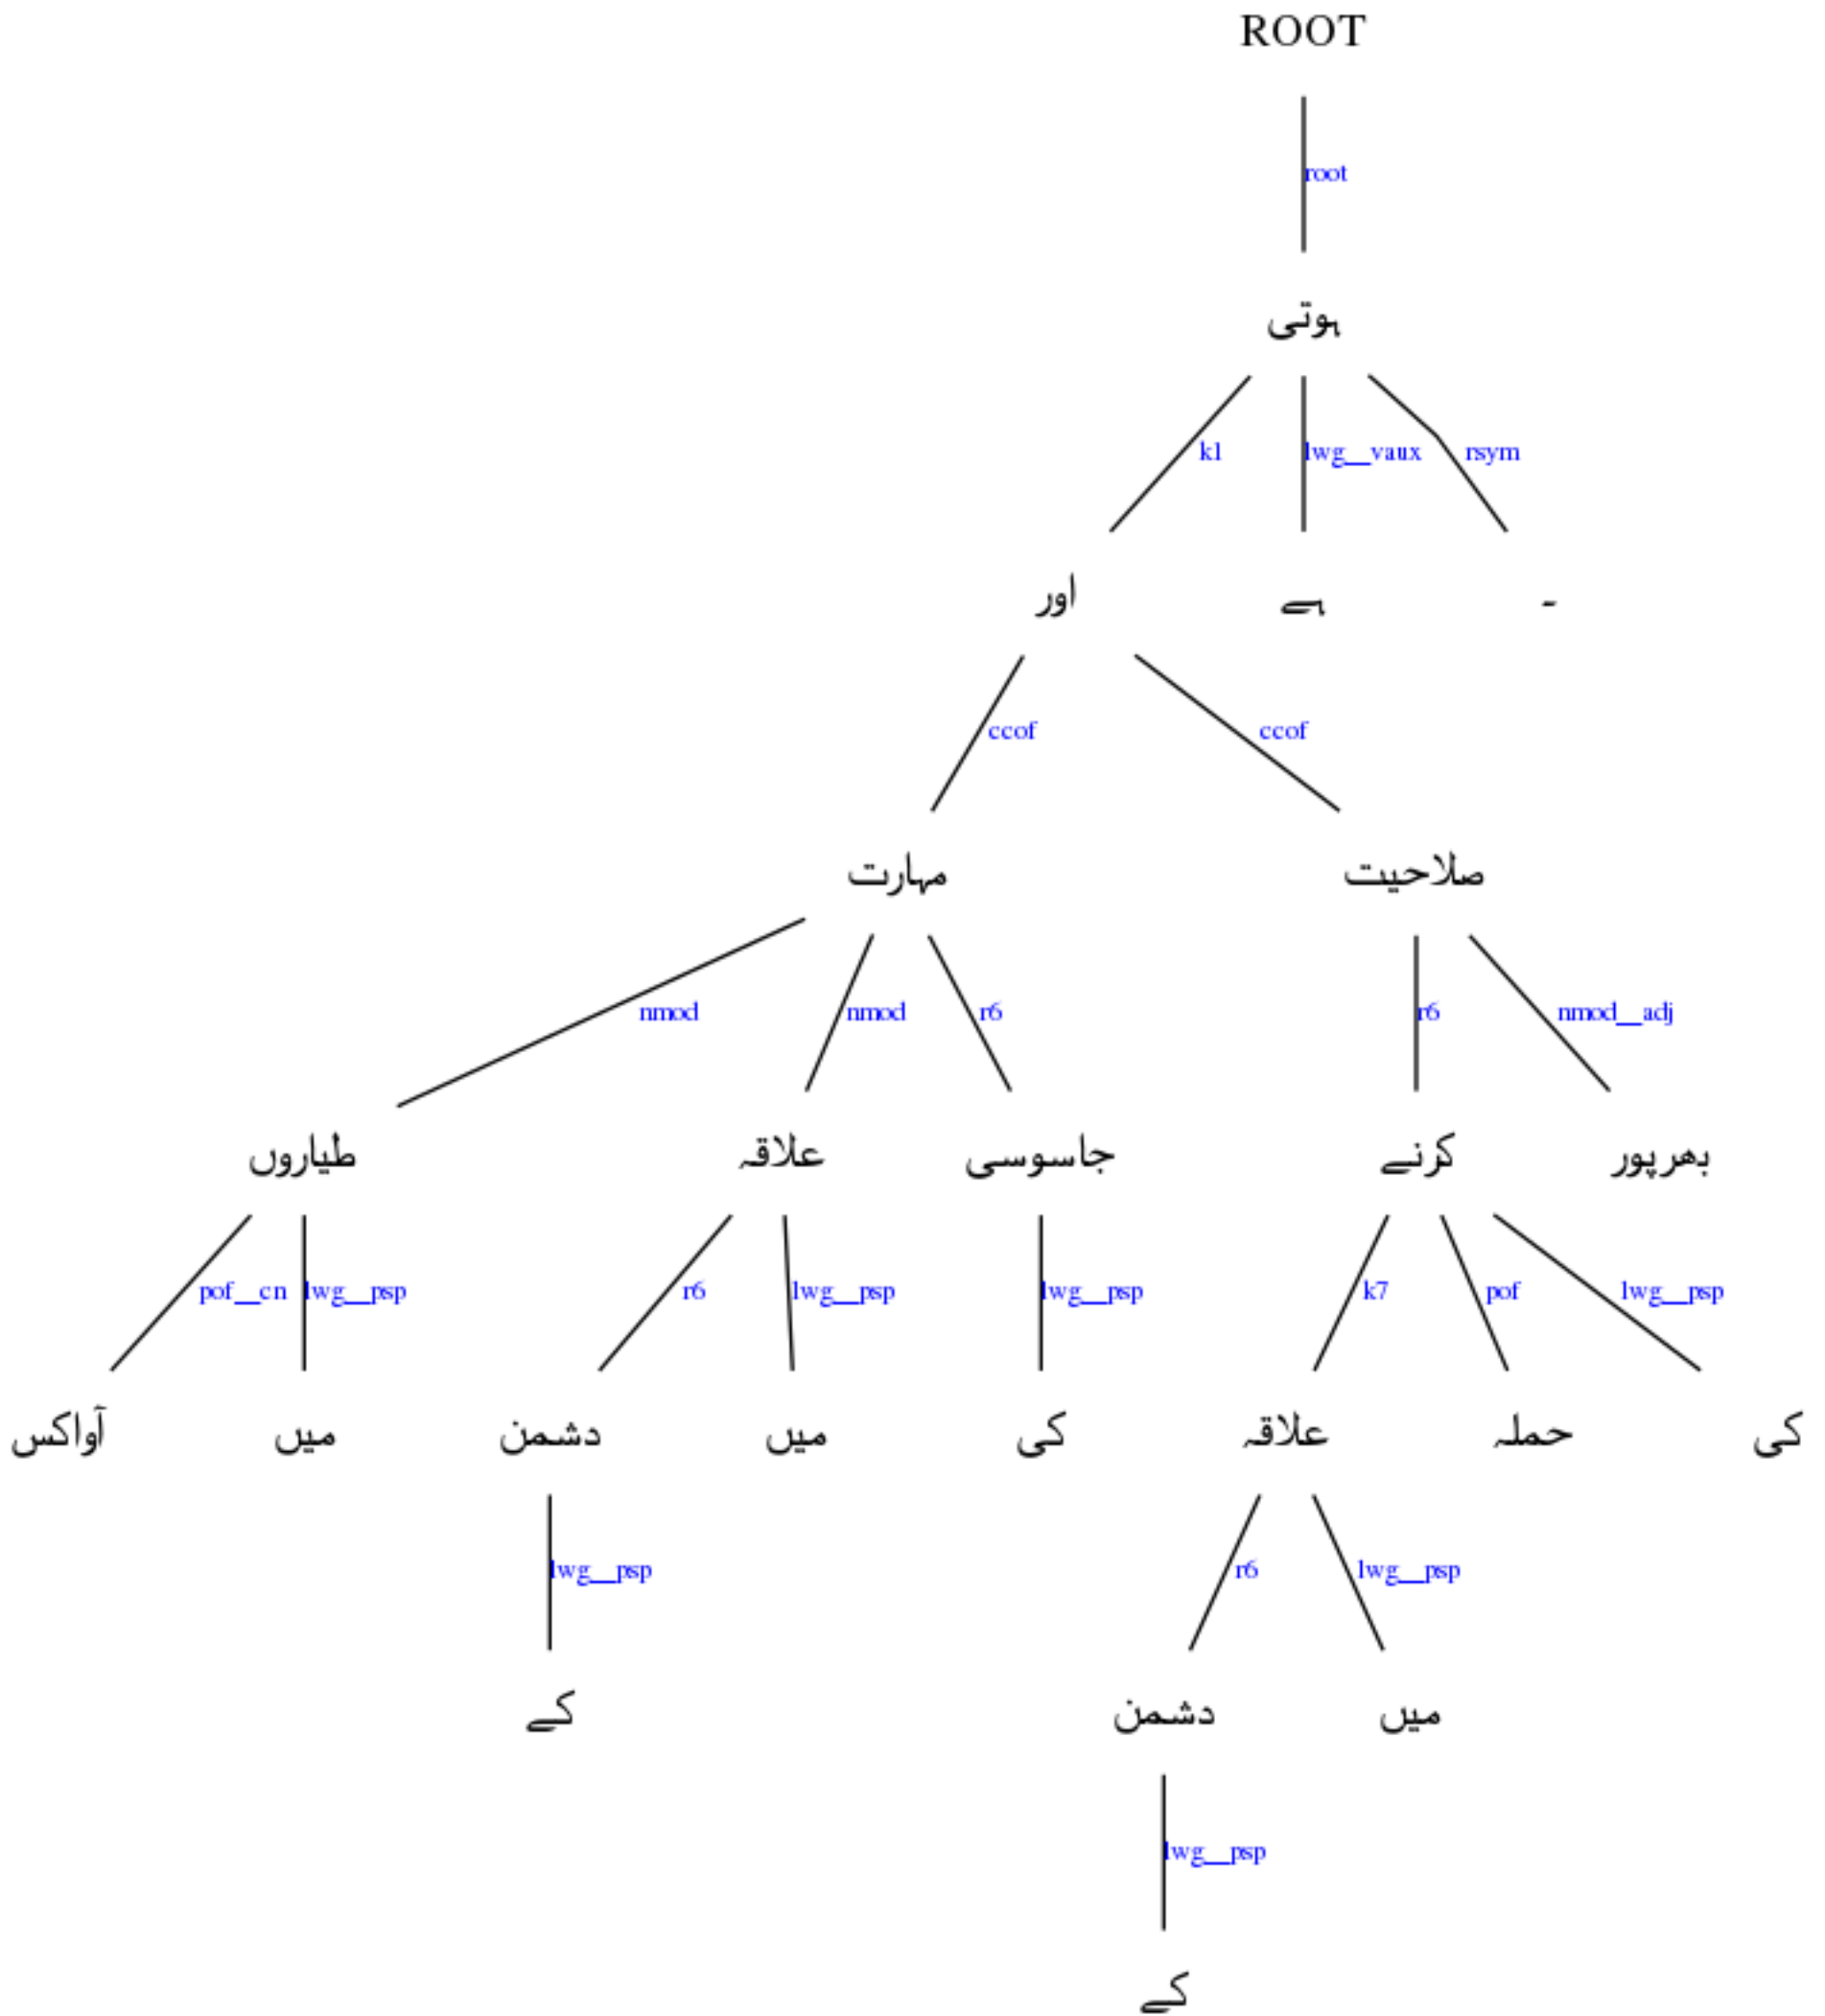 ROOT
root
ہوتی
k1 lwg__vaux rsym
اور ہے ۔
ccof ccof
مہارت صلاحیت
nmod nmod r6 r6 nmod__adj
طیاروں علاقہ جاسوسی کرنے بھرپور
pof__cn lwg__psp r6 lwg__psp lwg__psp k7 pof lwg__psp
آواکس میں دشمن میں کی علاقہ حملہ کی
lwg__psp r6 lwg__psp
کے دشمن میں
lwg__psp
کے